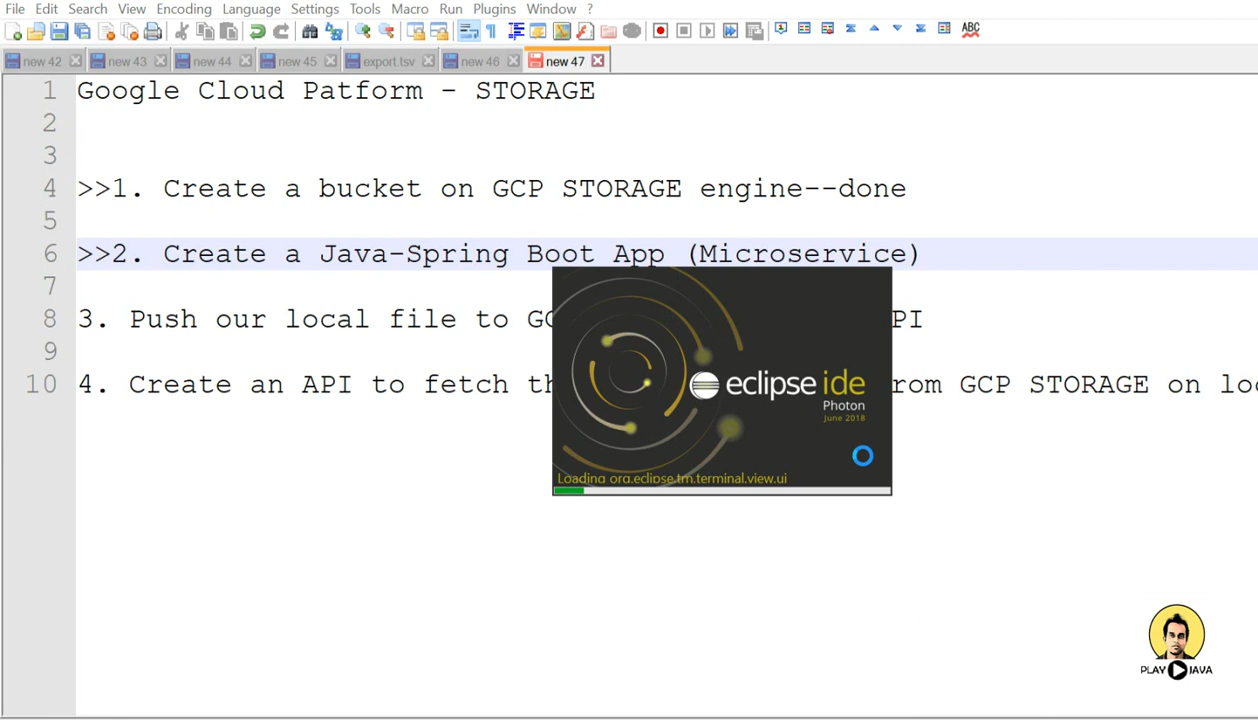 File Edit Search View Encoding Language Settings Tools Macro Run Plugins Window ?
ABC
new 42 new 43 new 44 new 45 export.tsv new 46 new 47
1 Google Cloud Patform - STORAGE
2
3
4 >>1. Create a bucket on GCP STORAGE engine--done
5
6 >>2. Create a Java-Spring Boot App (Microservice)
7
8 3. Push our local file to PI
9
10 4. Create an API to fetch rom GCP STORAGE on loc
eclipse ide
Photon
June 2018
Loading org.eclipse.tm.terminal.view.ui
PLAY JAVA